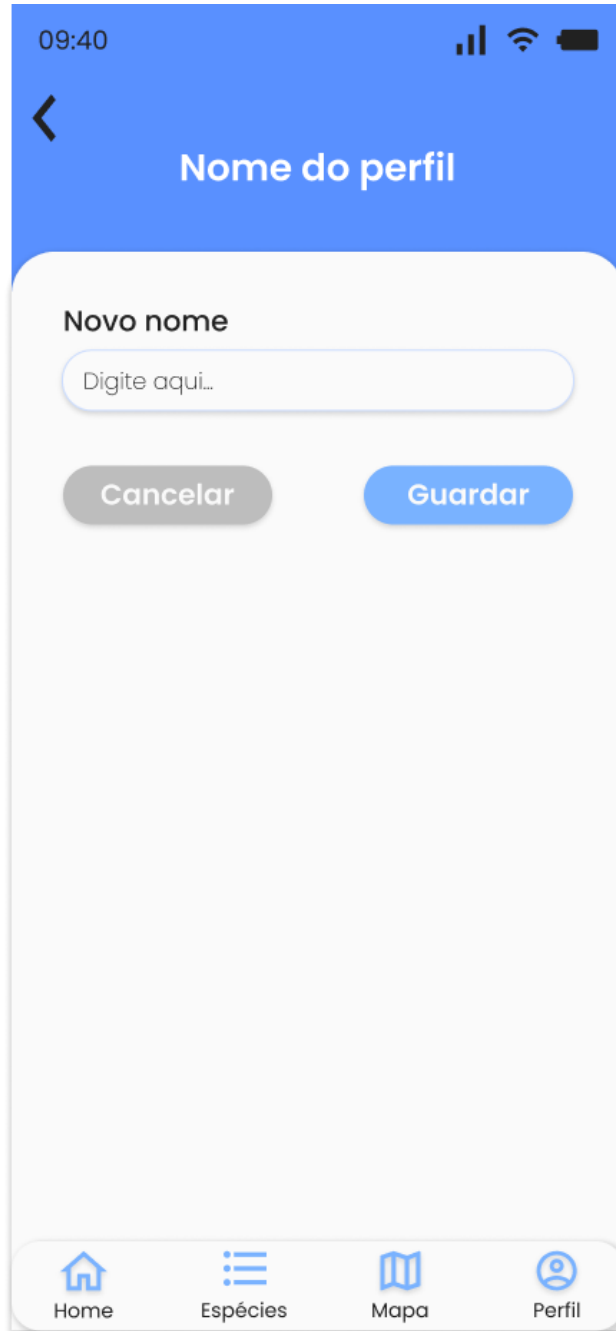 09:40
Nome do perfil
Novo nome
Digite aqui...
Cancelar Guardar
Home Espécies Mapa Perfil